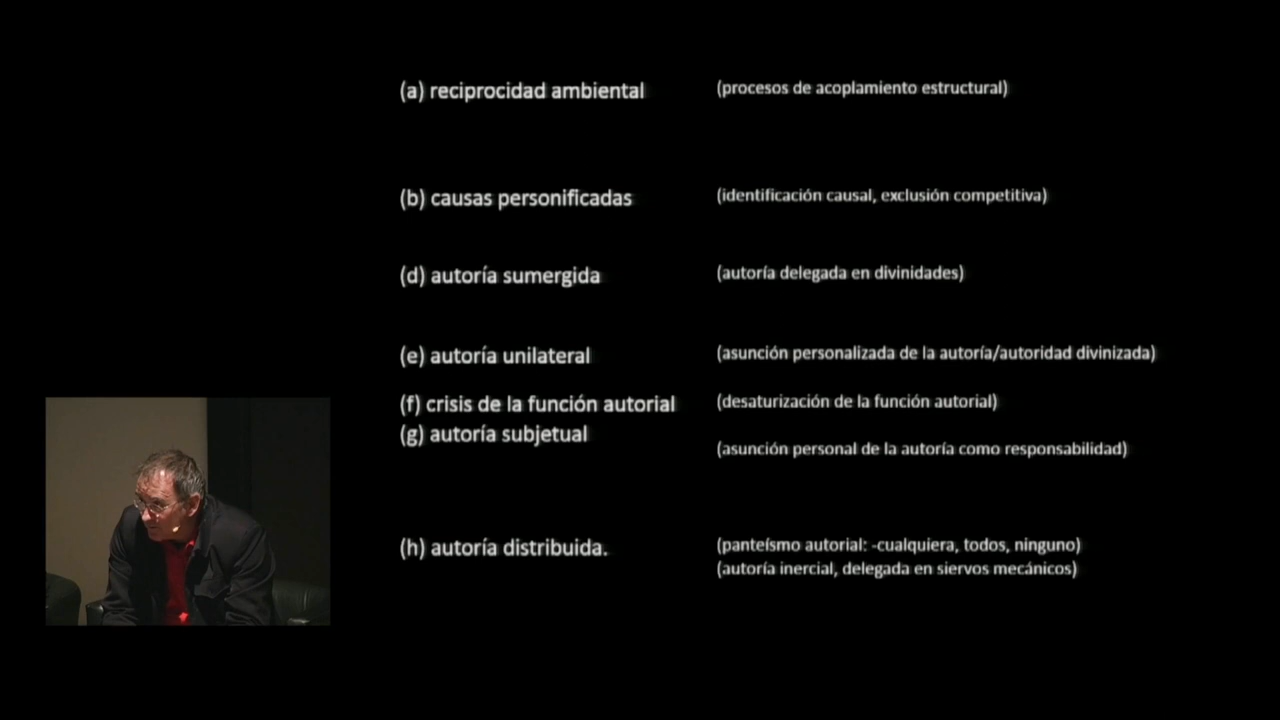 (a) reciprocidad ambiental (procesos de acoplamiento estructural)
(b) causas personificadas (identificación causal, exclusión competitiva)
(d) autoría sumergida (autoría delegada en divinidades)
(e) autoría unilateral (asunción personalizada de la autoría/autoridad divinizada)
(f) crisis de la función autorial (desaturización de la función autorial)
(g) autoría subjetual (asunción personal de la autoría como responsabilidad)
(h) autoría distribuida. (panteísmo autorial: -cualquiera, todos, ninguno)
(autoría inercial, delegada en siervos mecánicos)